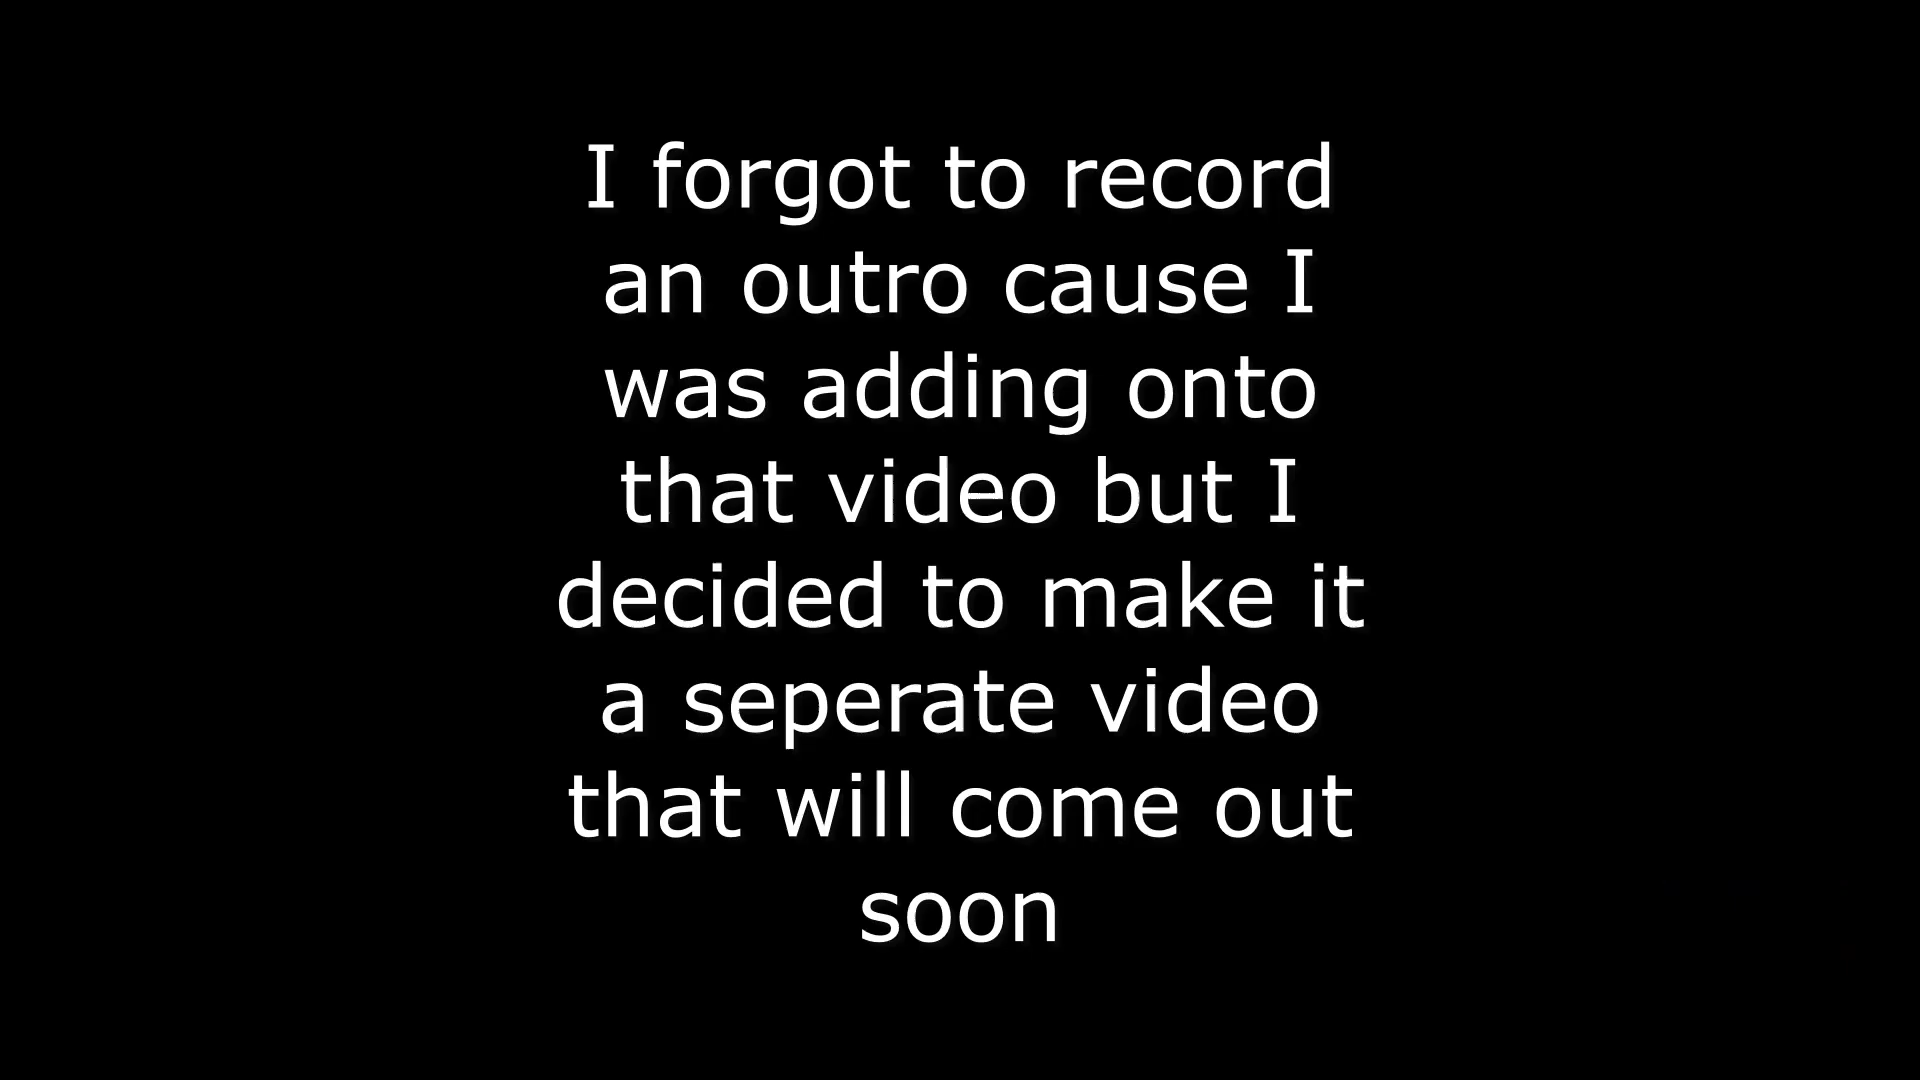 I forgot to record
an outro cause I
was adding onto
that video but I
decided to make it
a seperate video
that will come out
soon